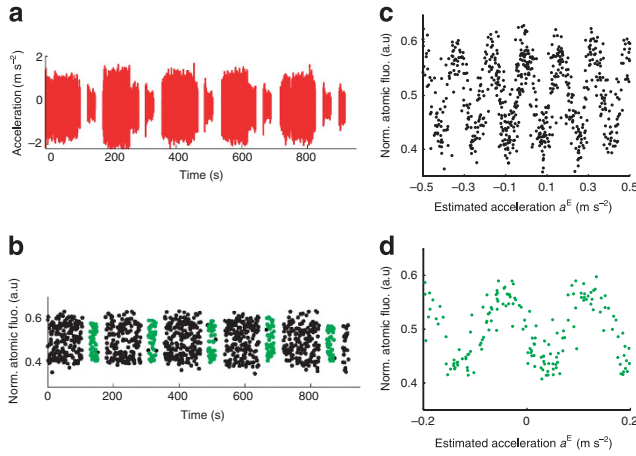 a
Acceleration (m s⁻²)
2
0
−2
0 200 400 600 800
Time (s)
b
Norm. atomic fluo. (a.u)
0.6
0.4
0 200 400 600 800
Time (s)
c
Norm. atomic fluo. (a.u)
0.6
0.5
0.4
−0.5 −0.3 −0.1 0.1 0.3 0.5
Estimated acceleration aᴱ (m s⁻²)
d
Norm. atomic fluo. (a.u)
0.6
0.5
0.4
−0.2 0 0.2
Estimated acceleration aᴱ (m s⁻²)